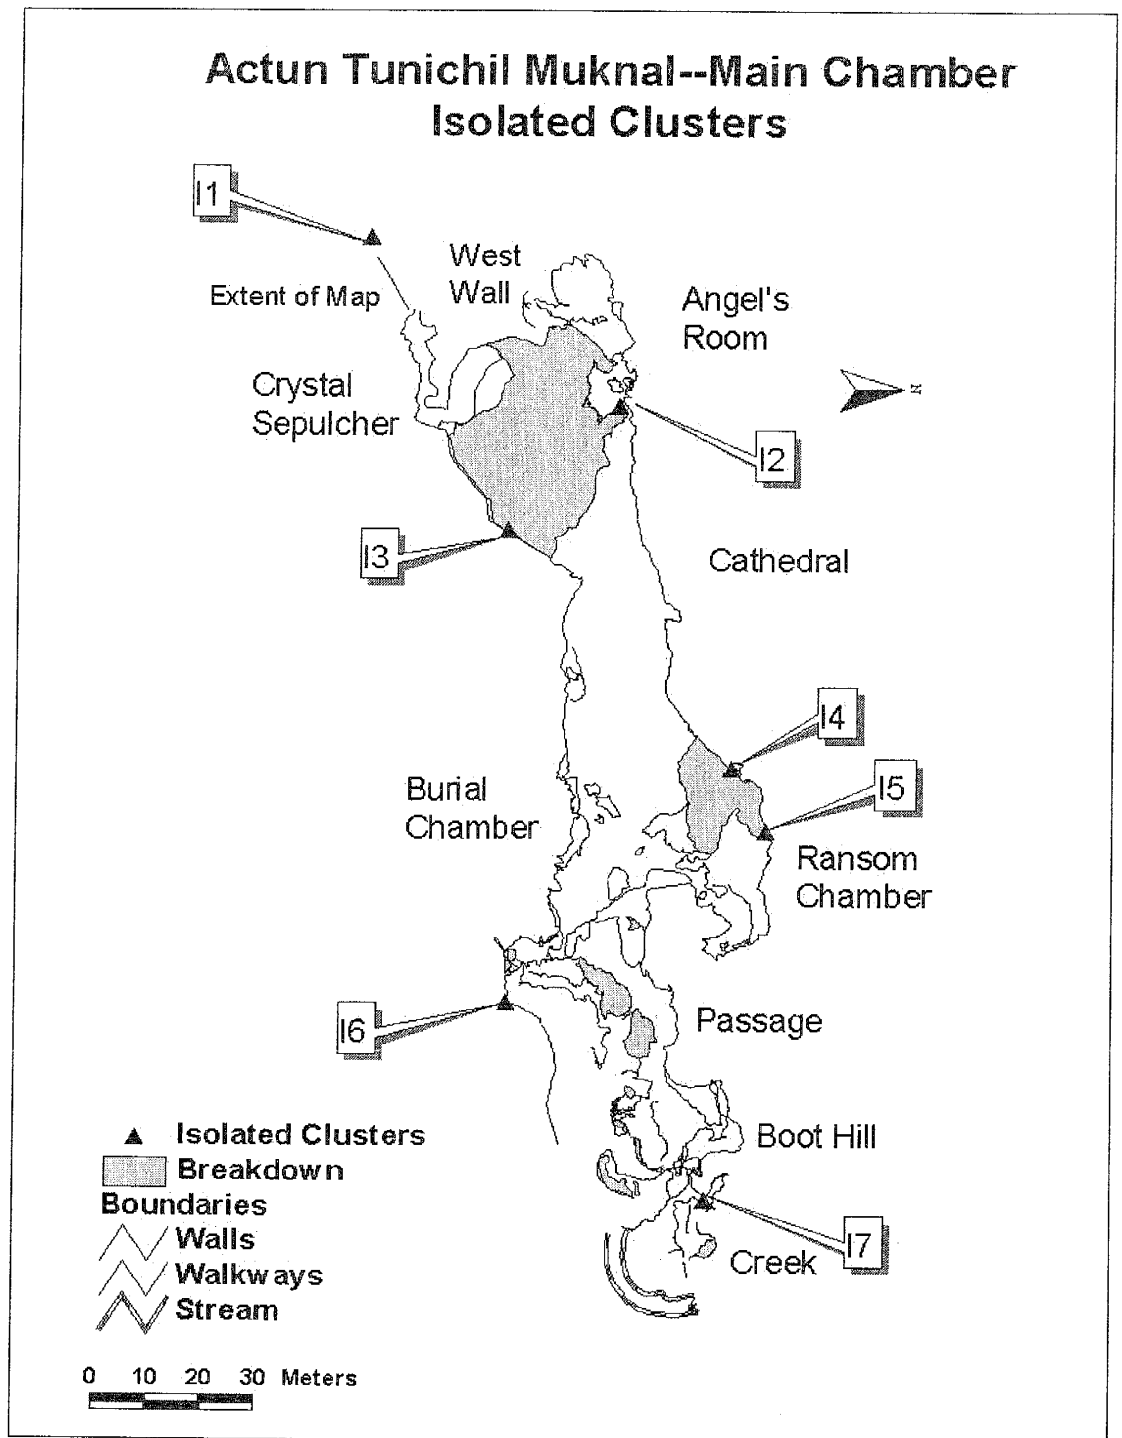 Actun Tunichil Muknal--Main Chamber
Isolated Clusters
I1
West
Wall
Extent of Map
Angel's
Room
Crystal
Sepulcher
N
I2
I3
Cathedral
I4
I5
Burial
Chamber
Ransom
Chamber
I6
Passage
Isolated Clusters
Boot Hill
Breakdown
Boundaries
Walls
I7
Creek
Walkways
Stream
0 10 20 30 Meters